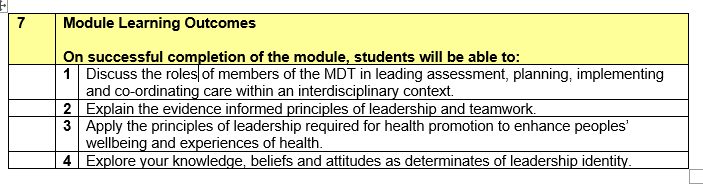 7 Module Learning Outcomes
On successful completion of the module, students will be able to:
1 Discuss the roles of members of the MDT in leading assessment, planning, implementing
and co-ordinating care within an interdisciplinary context.
2 Explain the evidence informed principles of leadership and teamwork.
3 Apply the principles of leadership required for health promotion to enhance peoples'
wellbeing and experiences of health.
4 Explore your knowledge, beliefs and attitudes as determinates of leadership identity.